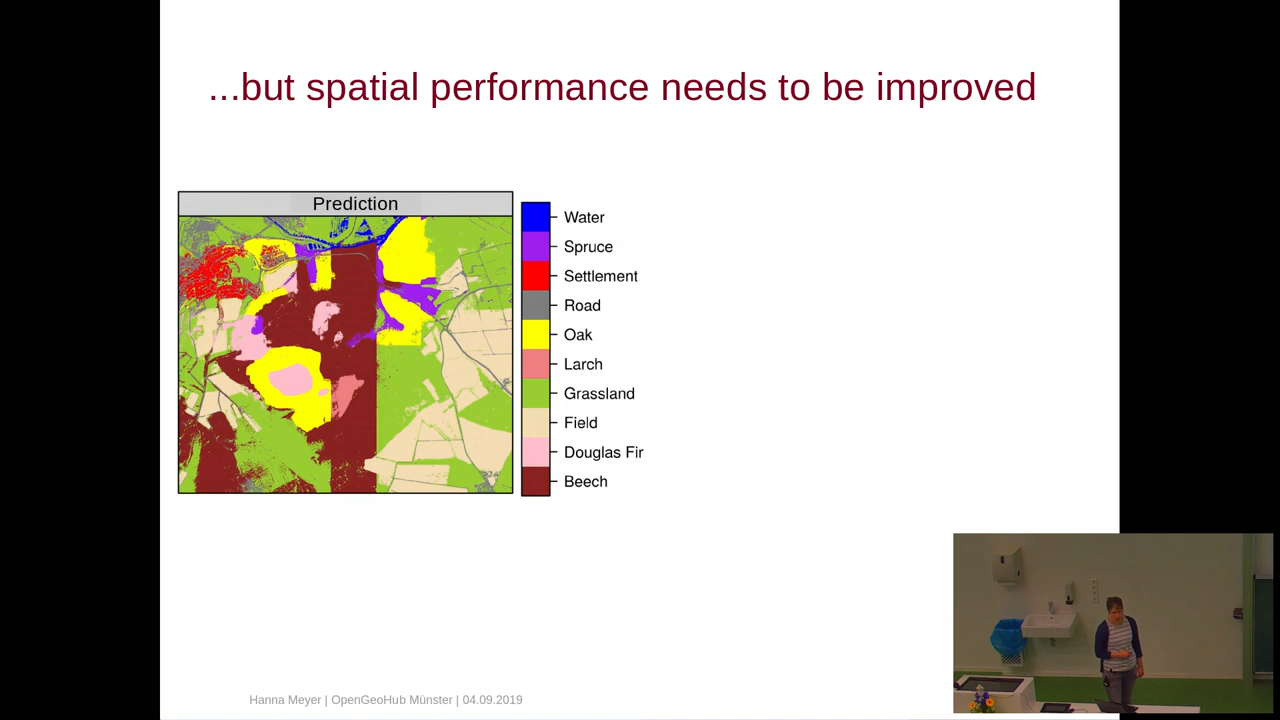 ...but spatial performance needs to be improved
Prediction
Water
Spruce
Settlement
Road
Oak
Larch
Grassland
Field
Douglas Fir
Beech
Hanna Meyer | OpenGeoHub Münster | 04.09.2019